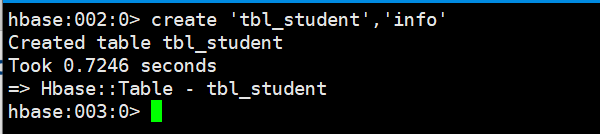 hbase:002:0> create 'tbl_student','info'
Created table tbl_student
Took 0.7246 seconds
=> Hbase::Table - tbl_student
hbase:003:0>